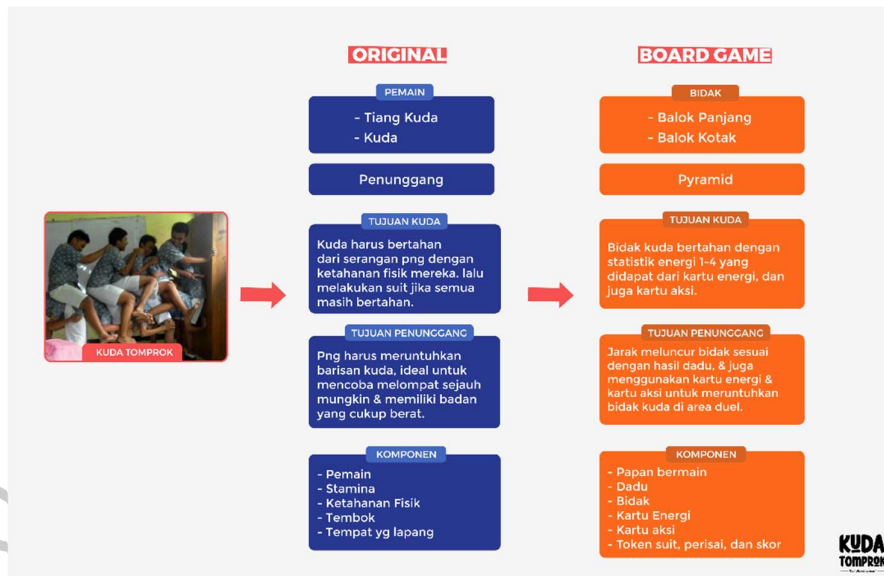 ORIGINAL
BOARD GAME
PEMAIN
- Tiang Kuda
- Kuda
BIDAK
- Balok Panjang
- Balok Kotak
Penunggang
Pyramid
KUDA TOMPROK
TUJUAN KUDA
Kuda harus bertahan
dari serangan png dengan
ketahanan fisik mereka. lalu
melakukan suit jika semua
masih bertahan.
TUJUAN KUDA
Bidak kuda bertahan dengan
statistik energi 1-4 yang
didapat dari kartu energi, dan
juga kartu aksi.
TUJUAN PENUNGGANG
Png harus meruntuhkan
barisan kuda, ideal untuk
mencoba melompat sejauh
mungkin & memiliki badan
yang cukup berat.
TUJUAN PENUNGGANG
Jarak meluncur bidak sesuai
dengan hasil dadu, & juga
menggunakan kartu energi &
kartu aksi untuk meruntuhkan
bidak kuda di area duel.
KOMPONEN
- Pemain
- Stamina
- Ketahanan Fisik
- Tembok
- Tempat yg lapang
KOMPONEN
- Papan bermain
- Dadu
- Bidak
- Kartu Energi
- Kartu aksi
- Token suit, perisai, dan skor
KUDA
TOMPROK